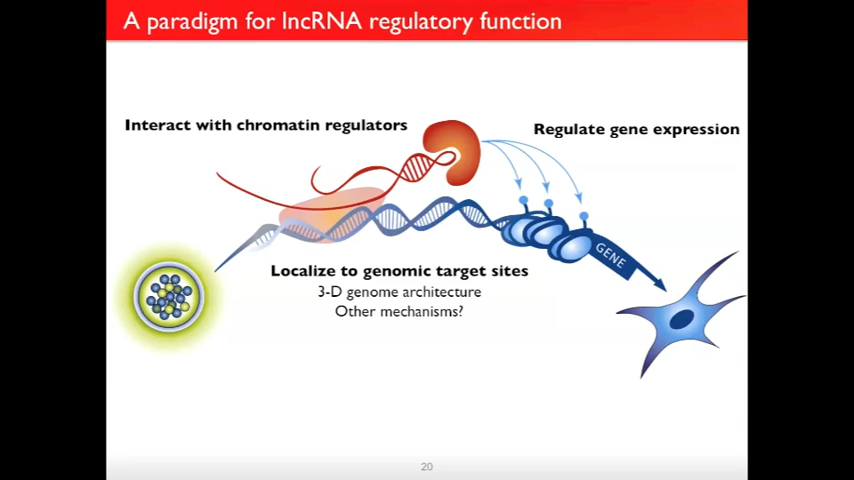 A paradigm for lncRNA regulatory function
Interact with chromatin regulators
Regulate gene expression
GENE
Localize to genomic target sites
3-D genome architecture
Other mechanisms?
20